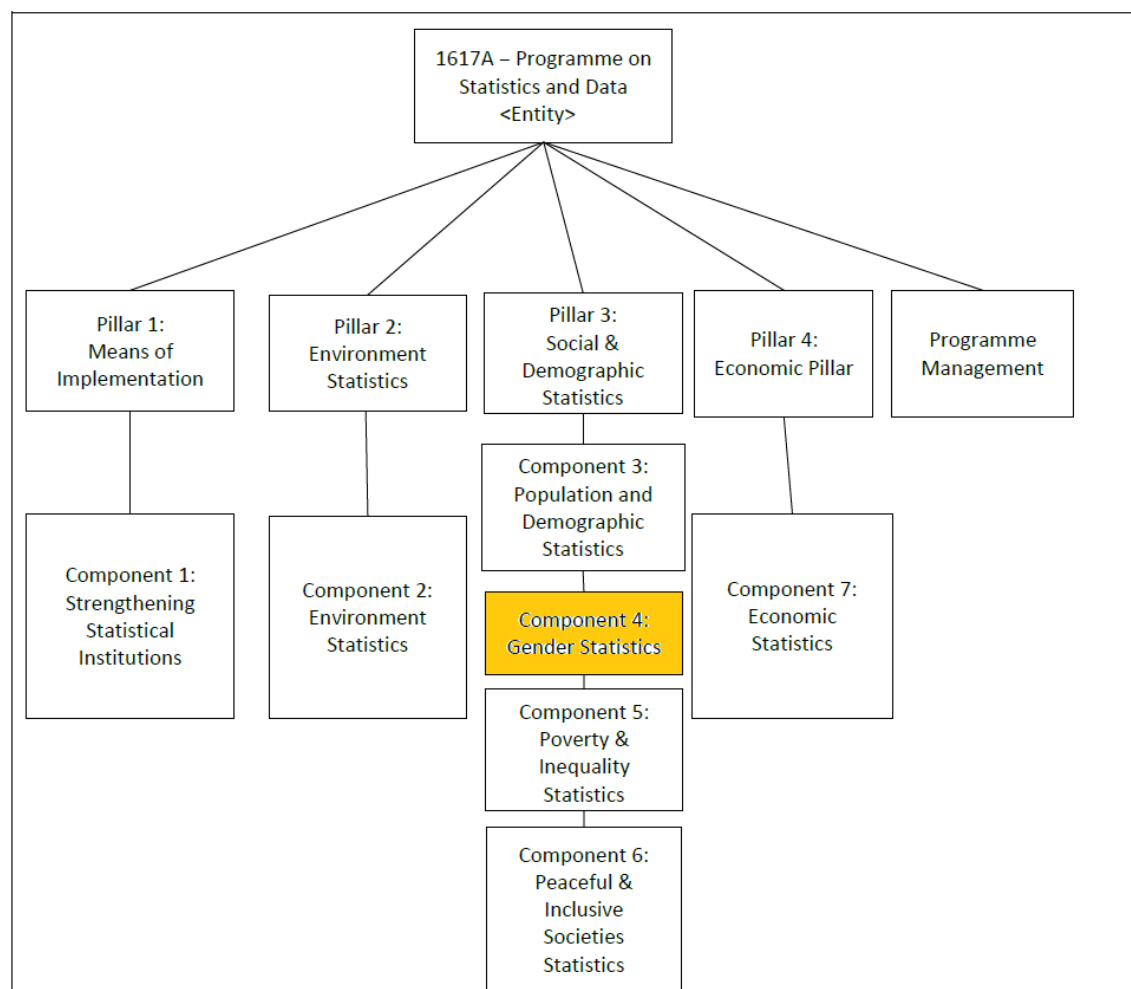 1617A – Programme on
Statistics and Data
<Entity>
Pillar 1:
Means of
Implementation
Pillar 2:
Environment
Statistics
Pillar 3:
Social &
Demographic
Statistics
Pillar 4:
Economic Pillar
Programme
Management
Component 3:
Population and
Demographic
Statistics
Component 1:
Strengthening
Statistical
Institutions
Component 2:
Environment
Statistics
Component 4:
Gender Statistics
Component 7:
Economic
Statistics
Component 5:
Poverty &
Inequality
Statistics
Component 6:
Peaceful &
Inclusive
Societies
Statistics